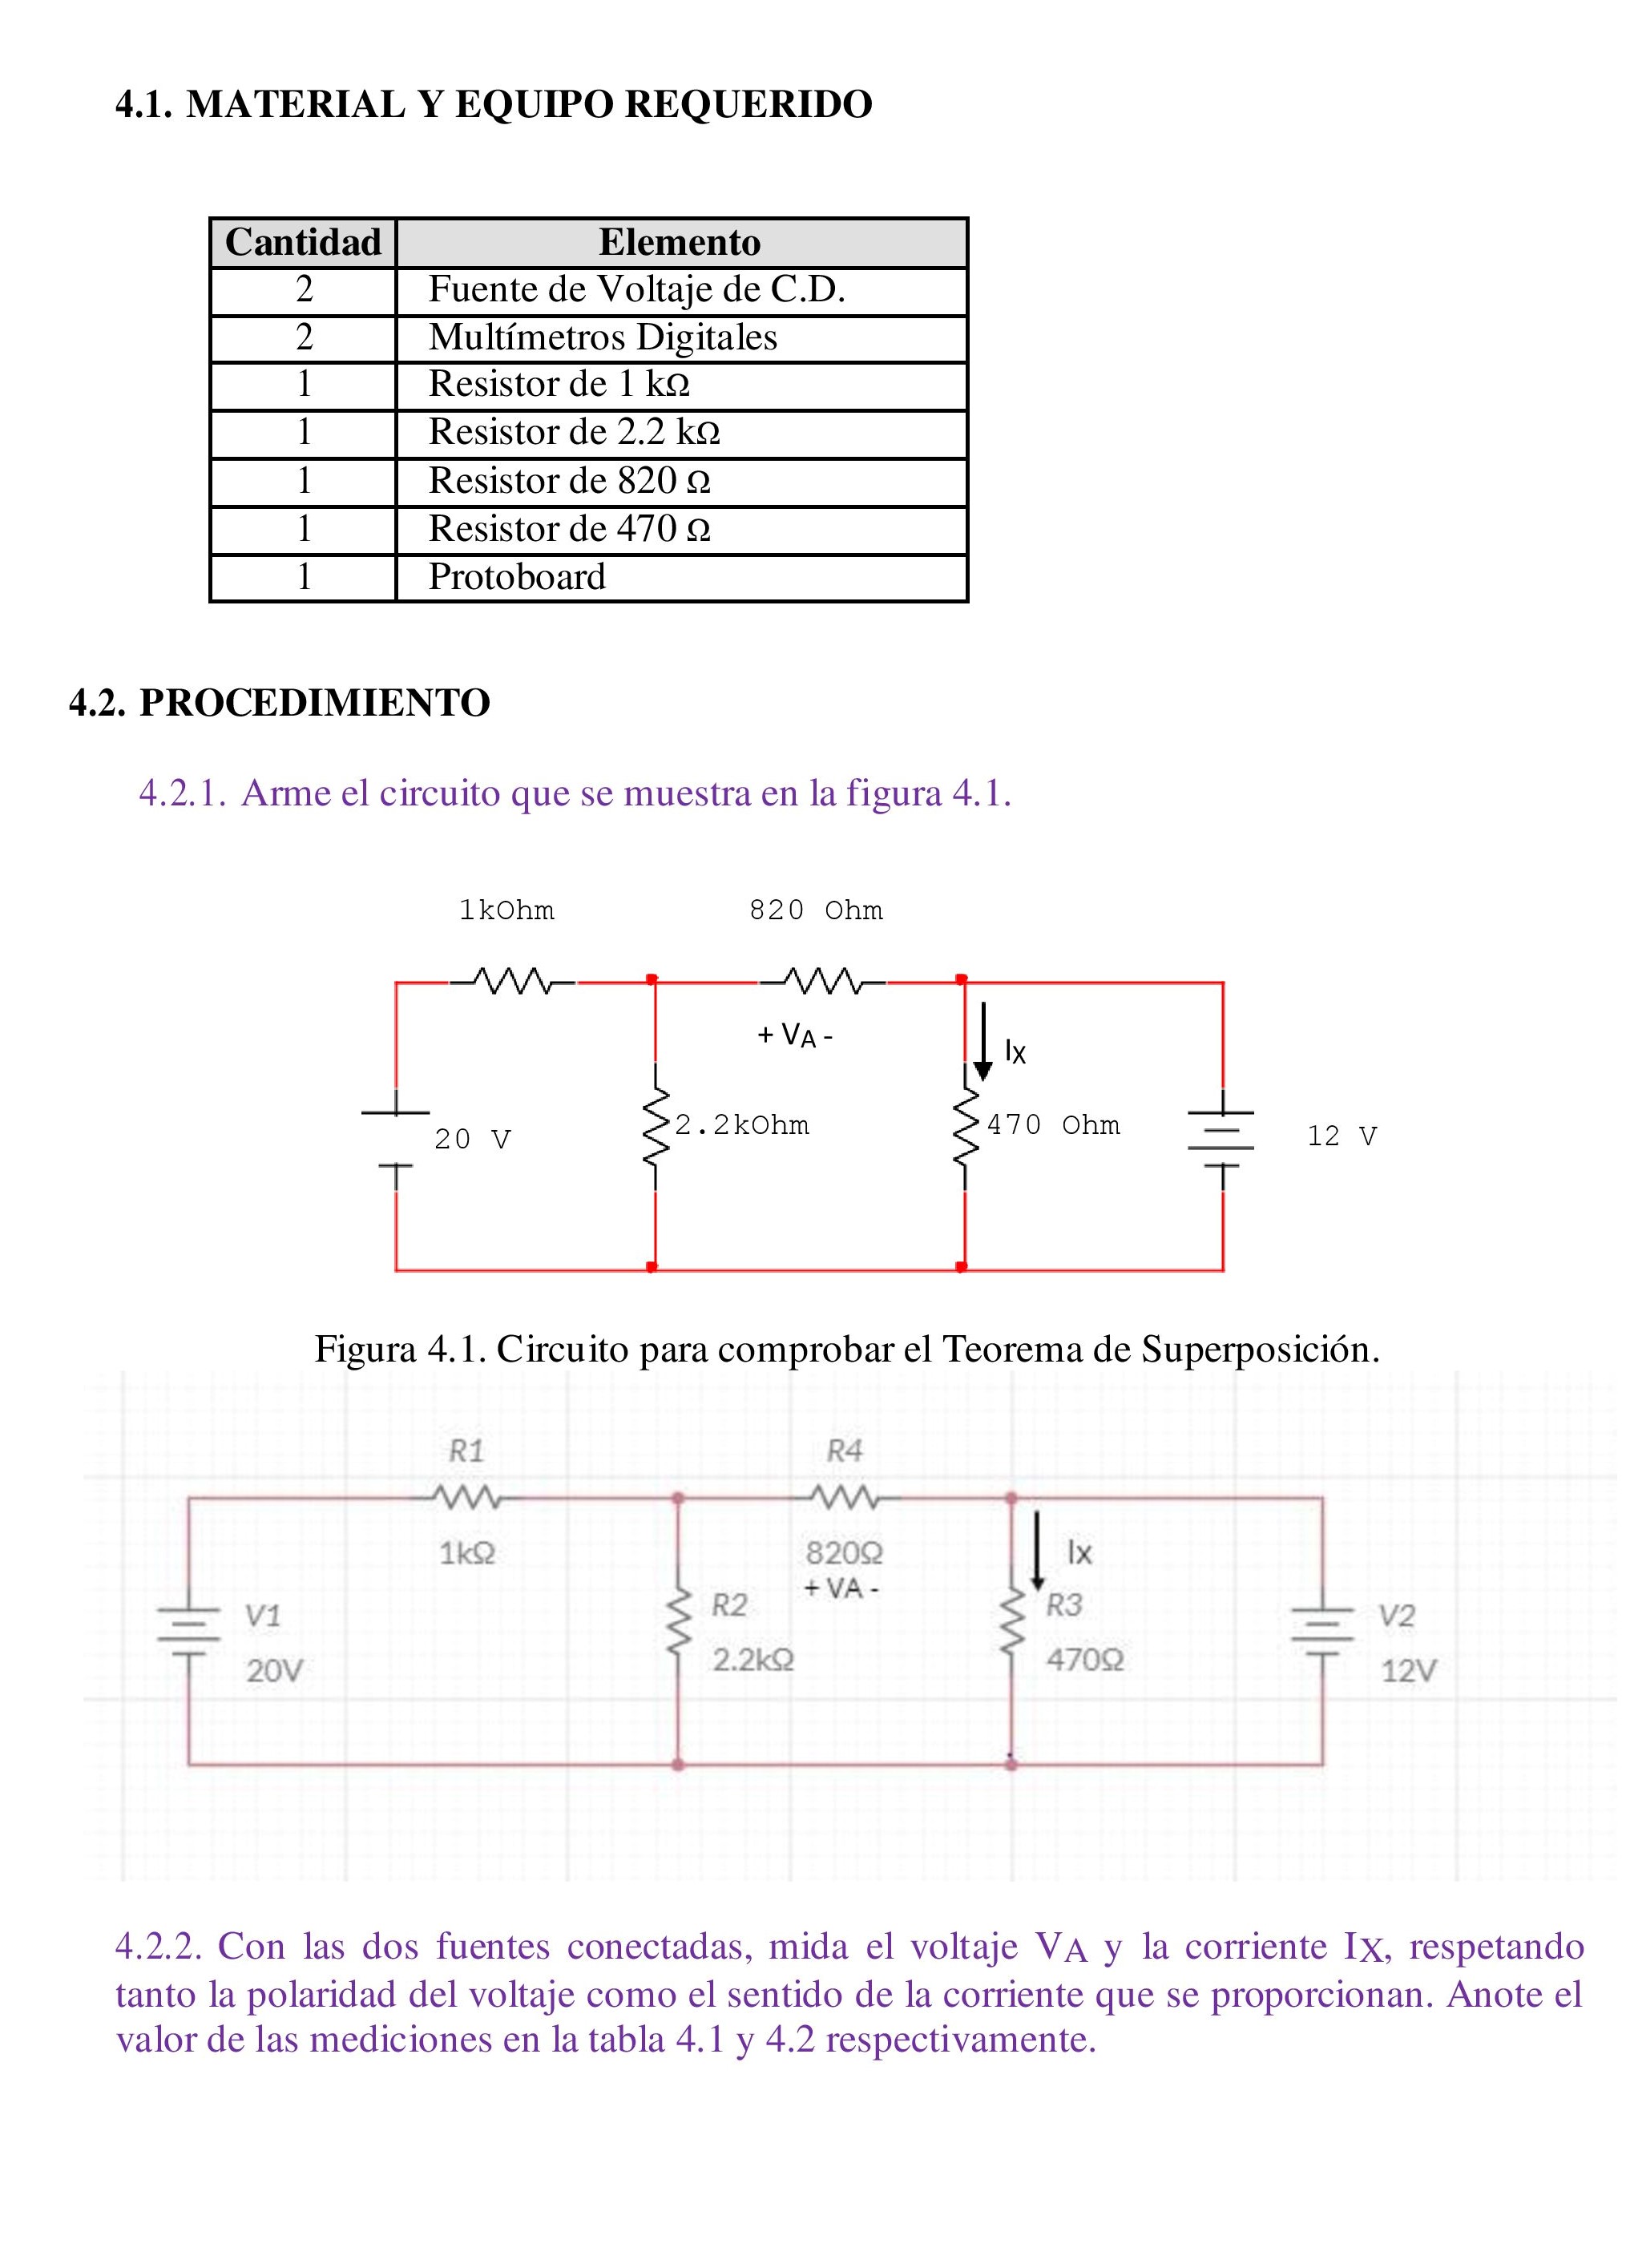 4.1. MATERIAL Y EQUIPO REQUERIDO
Cantidad Elemento
2 Fuente de Voltaje de C.D.
2 Multímetros Digitales
1 Resistor de 1 kΩ
1 Resistor de 2.2 kΩ
1 Resistor de 820 Ω
1 Resistor de 470 Ω
1 Protoboard
4.2. PROCEDIMIENTO
4.2.1. Arme el circuito que se muestra en la figura 4.1.
1kOhm 820 Ohm
+ VA -
IX
20 V 2.2kOhm 470 Ohm 12 V
Figura 4.1. Circuito para comprobar el Teorema de Superposición.
R1 R4
1kΩ 820Ω Ix
+ VA -
V1 R2 R3 V2
20V 2.2kΩ 470Ω 12V
4.2.2. Con las dos fuentes conectadas, mida el voltaje VA y la corriente IX, respetando
tanto la polaridad del voltaje como el sentido de la corriente que se proporcionan. Anote el
valor de las mediciones en la tabla 4.1 y 4.2 respectivamente.